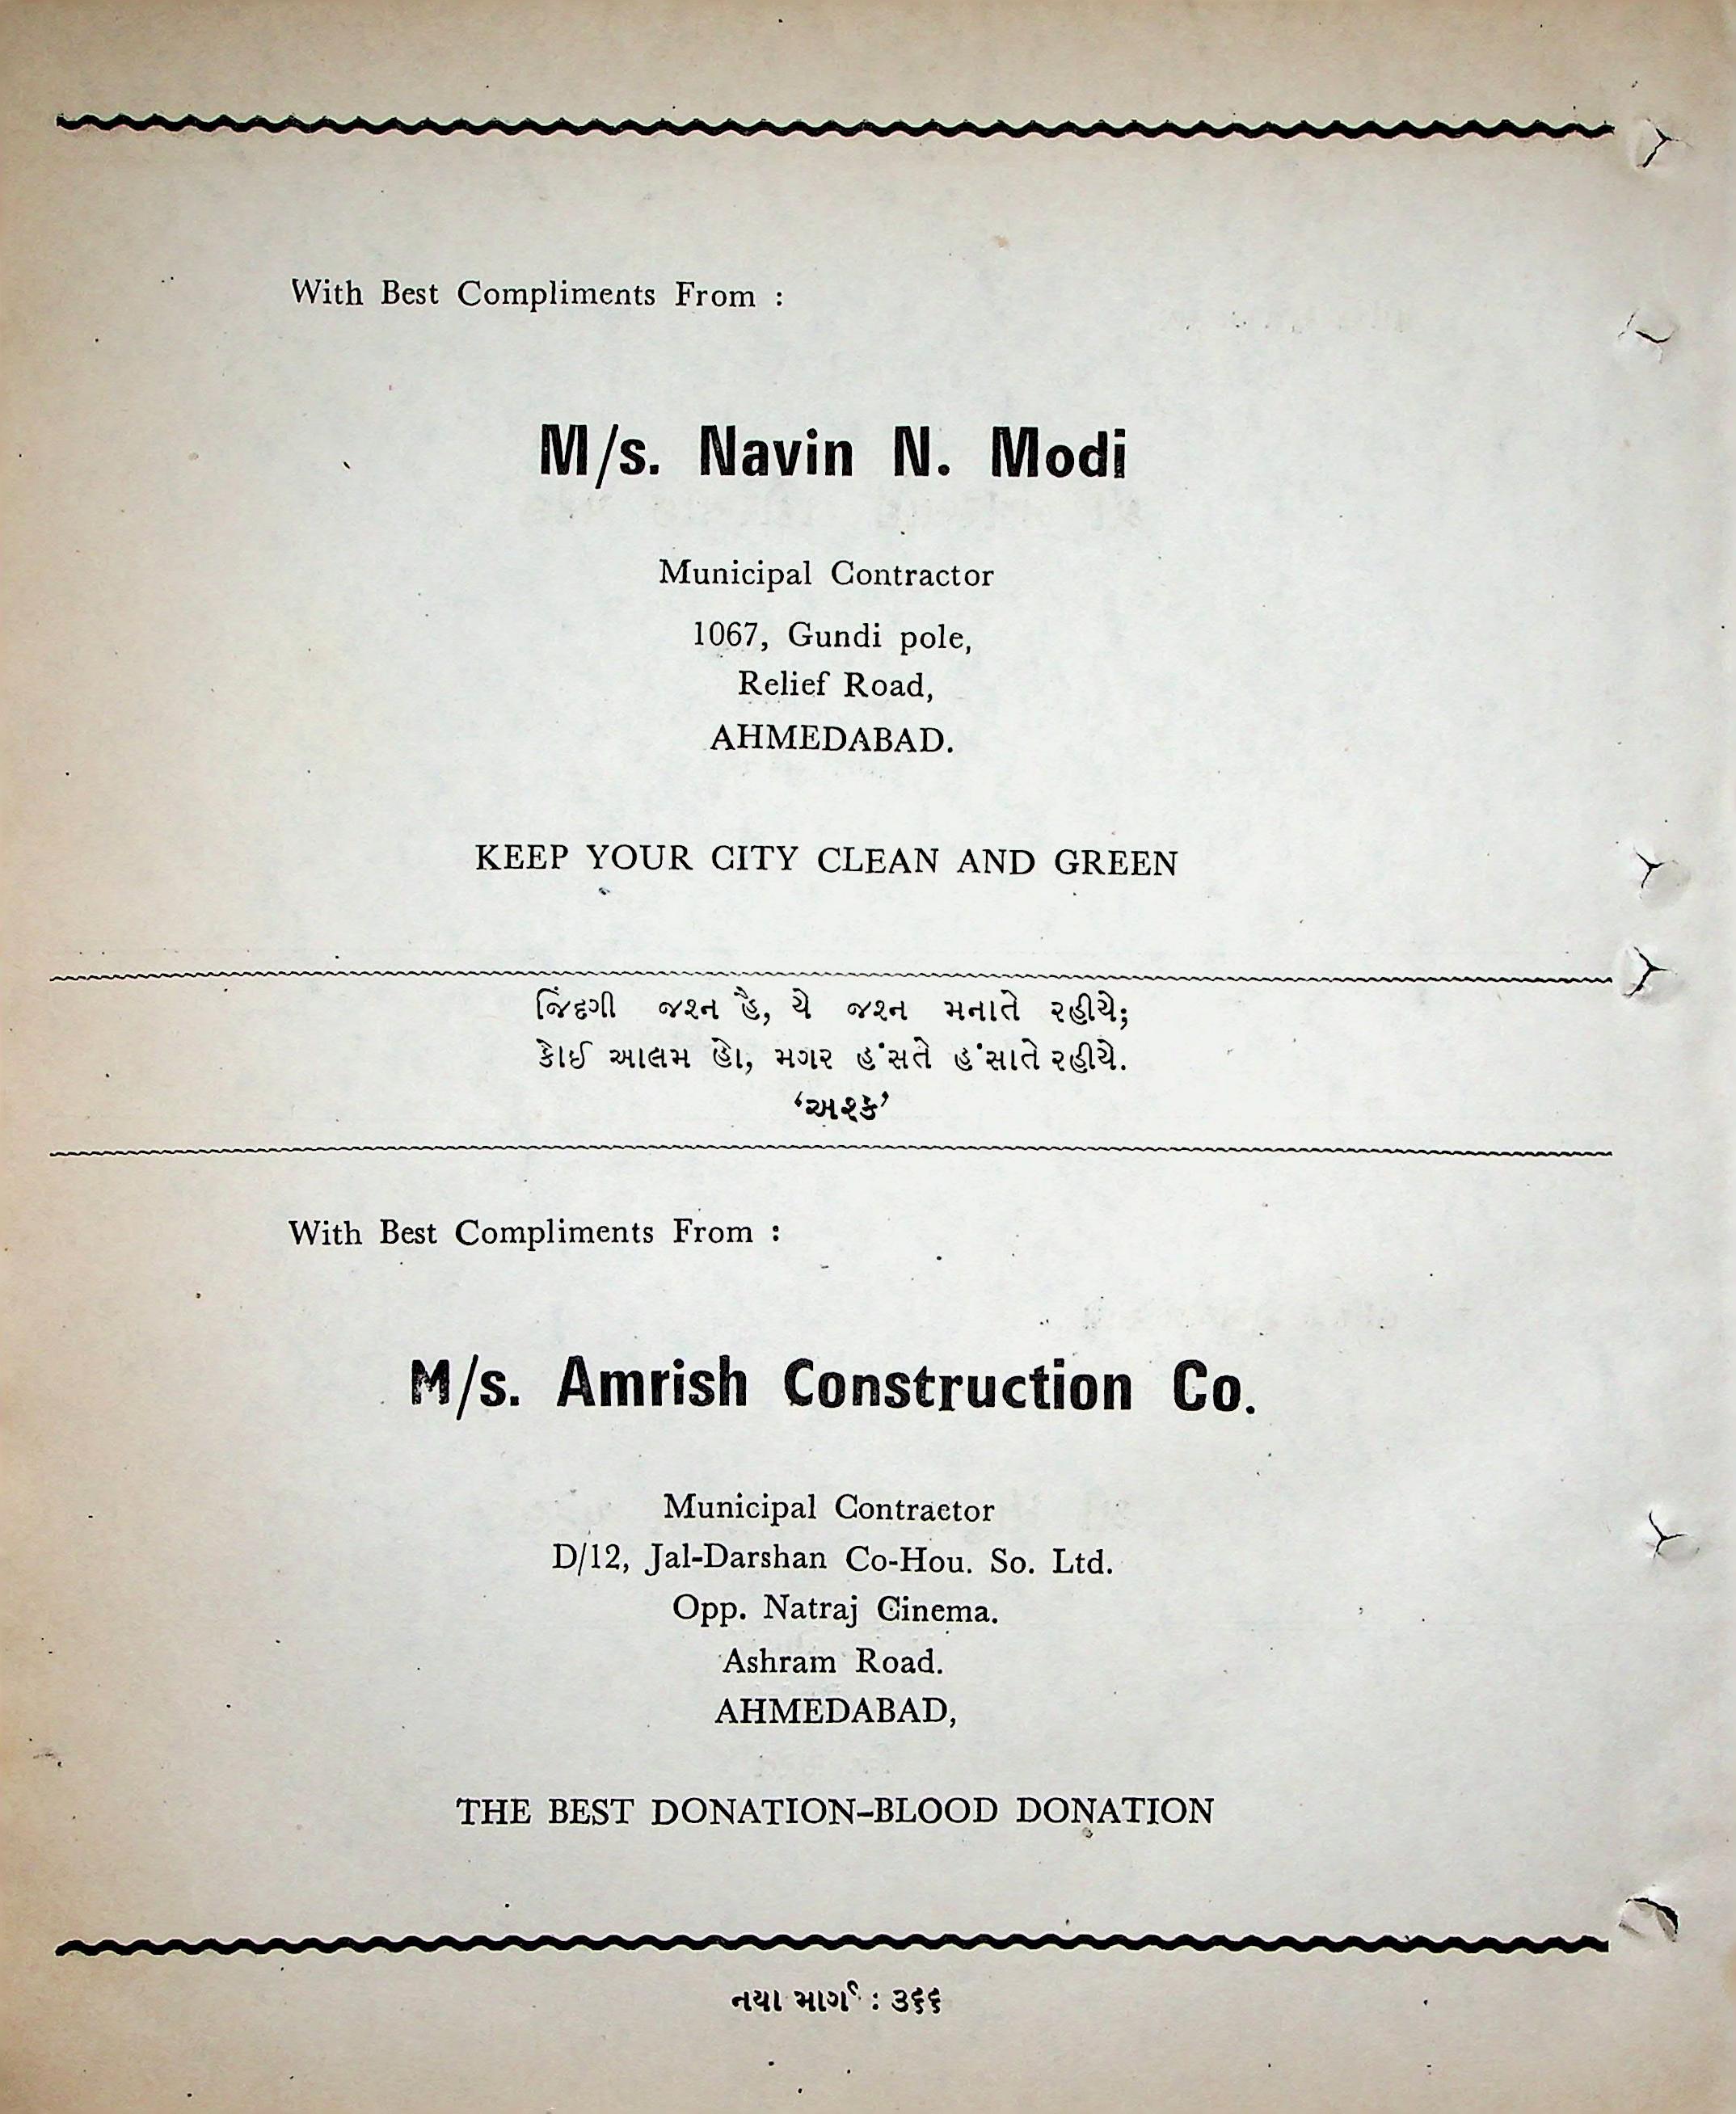 With Best Compliments From :
M/s. Navin N. Modi
Municipal Contractor
1067, Gundi pole,
Relief Road,
AHMEDABAD.
KEEP YOUR CITY CLEAN AND GREEN
જિંદગી જશ્ન હૈ, યે જશ્ન મનાતે રહીયે;
કોઈ આલમ હો, મગર હંસતે હંસાતે રહીયે.
‘અશ્ક’
With Best Compliments From :
M/s. Amrish Construction Co.
Municipal Contractor
D/12, Jal-Darshan Co-Hou. So. Ltd.
Opp. Natraj Cinema.
Ashram Road.
AHMEDABAD,
THE BEST DONATION–BLOOD DONATION
નયા માર્ગ : ૩૬૬